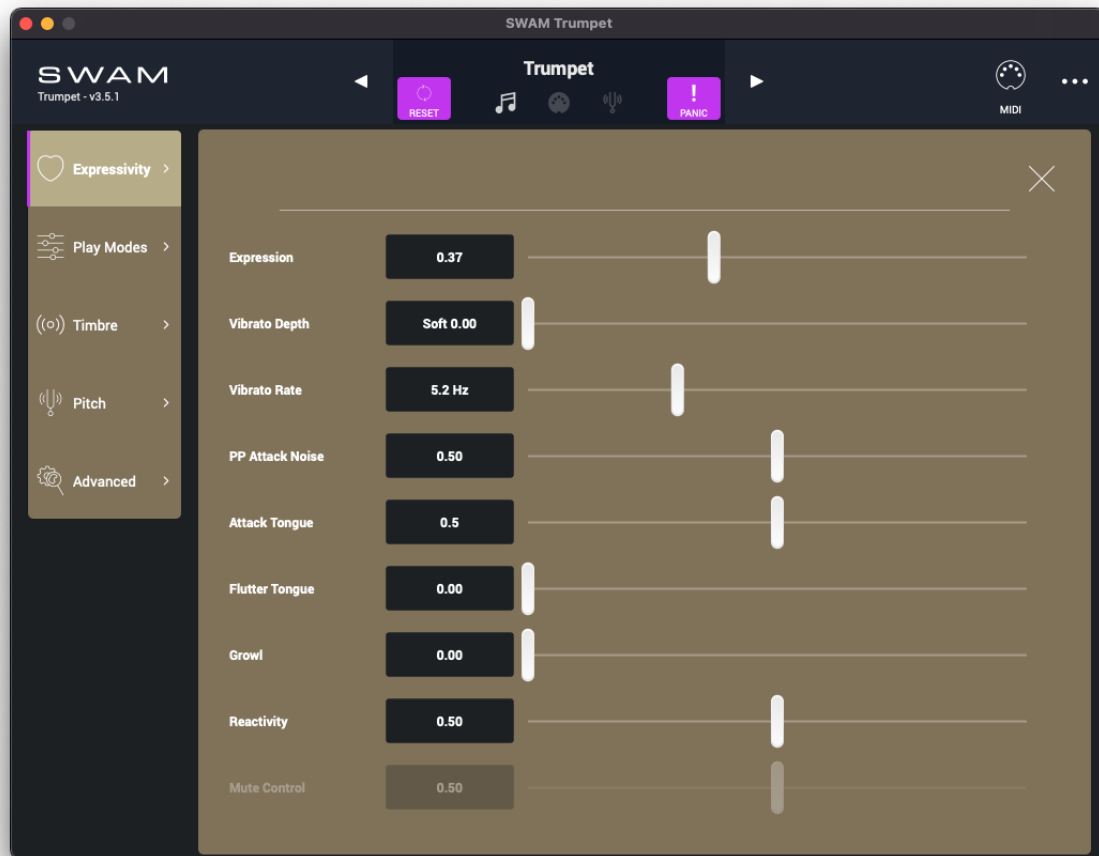 SWAM Trumpet
SWAM
Trumpet - v3.5.1
Trumpet
RESET
!
PANIC
MIDI
Expressivity
Play Modes
Timbre
Pitch
Advanced
Expression 0.37
Vibrato Depth Soft 0.00
Vibrato Rate 5.2 Hz
PP Attack Noise 0.50
Attack Tongue 0.5
Flutter Tongue 0.00
Growl 0.00
Reactivity 0.50
Mute Control 0.50